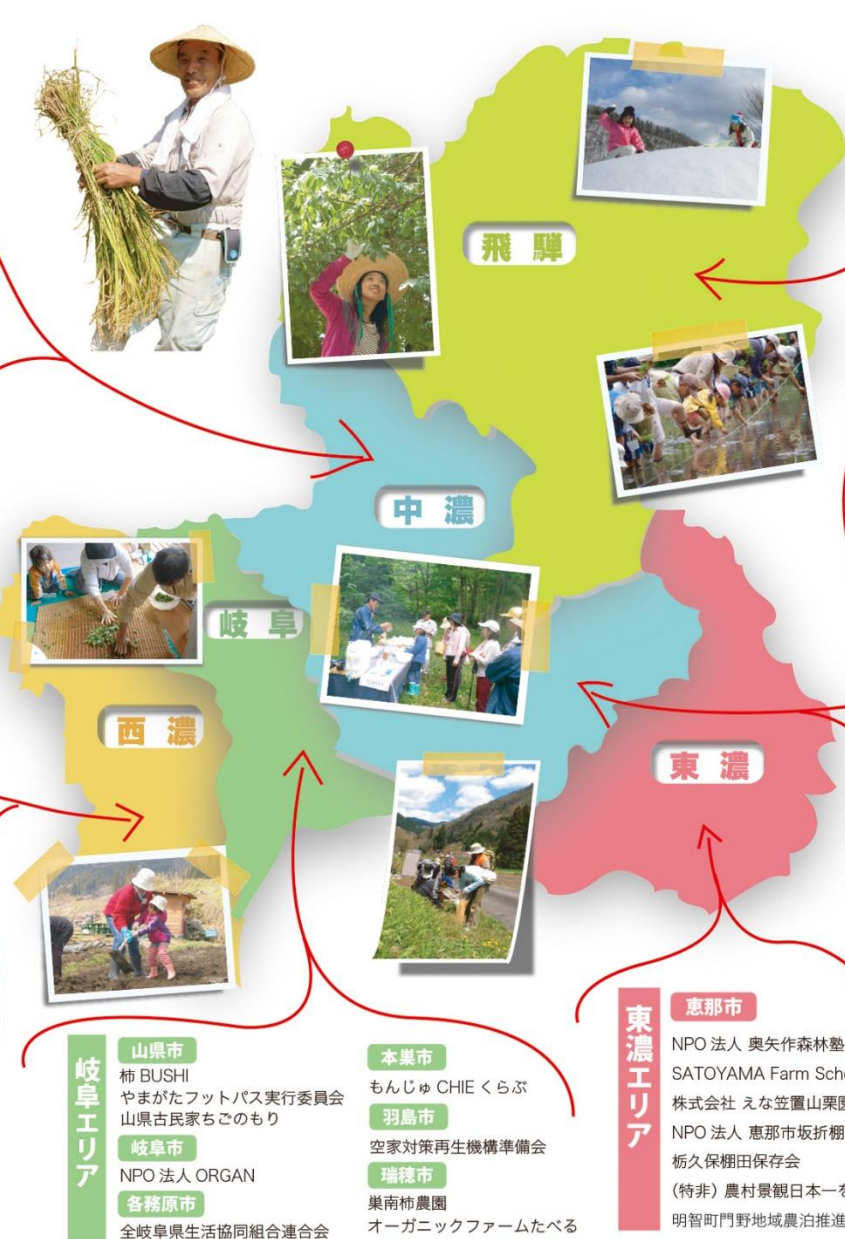 飛騨
中濃
岐阜
西濃
東濃
岐阜エリア
山県市
柿 BUSHI
やまがたフットパス実行委員会
山県古民家ちごのもり
岐阜市
NPO 法人 ORGAN
各務原市
全岐阜県生活協同組合連合会
本巣市
もんじゅ CHIE くらぶ
羽島市
空家対策再生機構準備会
瑞穂市
巣南柿農園
オーガニックファームたべる
東濃エリア
恵那市
NPO 法人 奥矢作森林塾
SATOYAMA Farm Scho
株式会社 えな笠置山栗園
NPO 法人 恵那市坂折棚
栃久保棚田保存会
(特非) 農村景観日本一を
明智町門野地域農泊推進